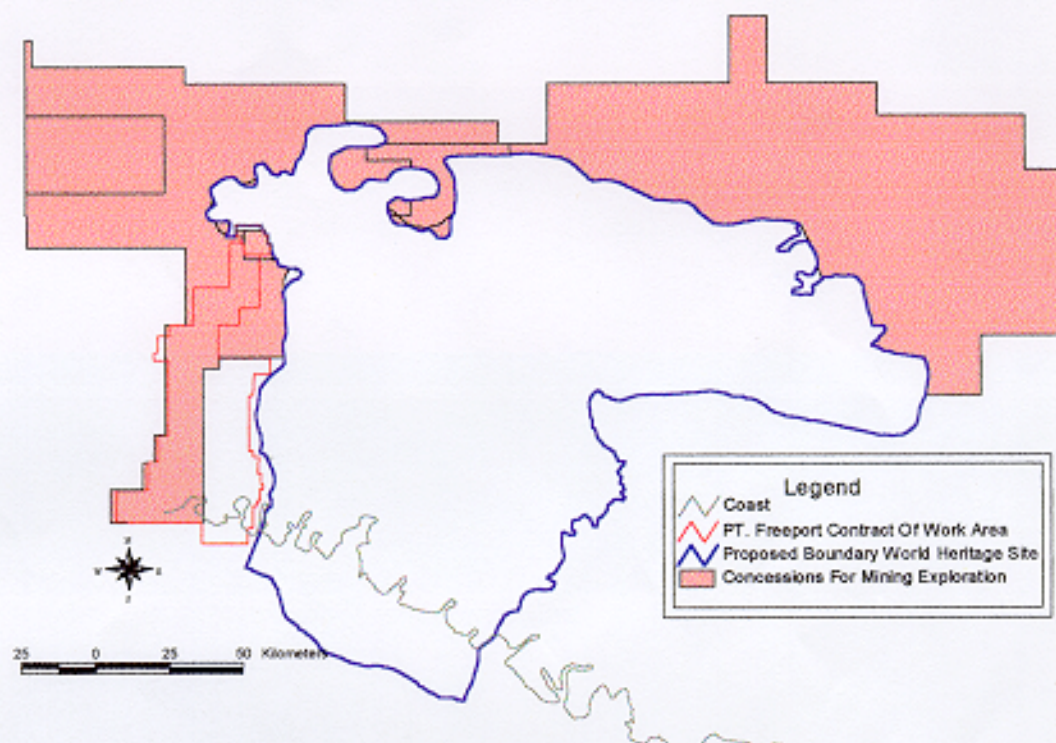 Legend
Coast
PT. Freeport Contract Of Work Area
Proposed Boundary World Heritage Site
Concessions For Mining Exploration
N
W
S
25 0 25 50 Kilometers